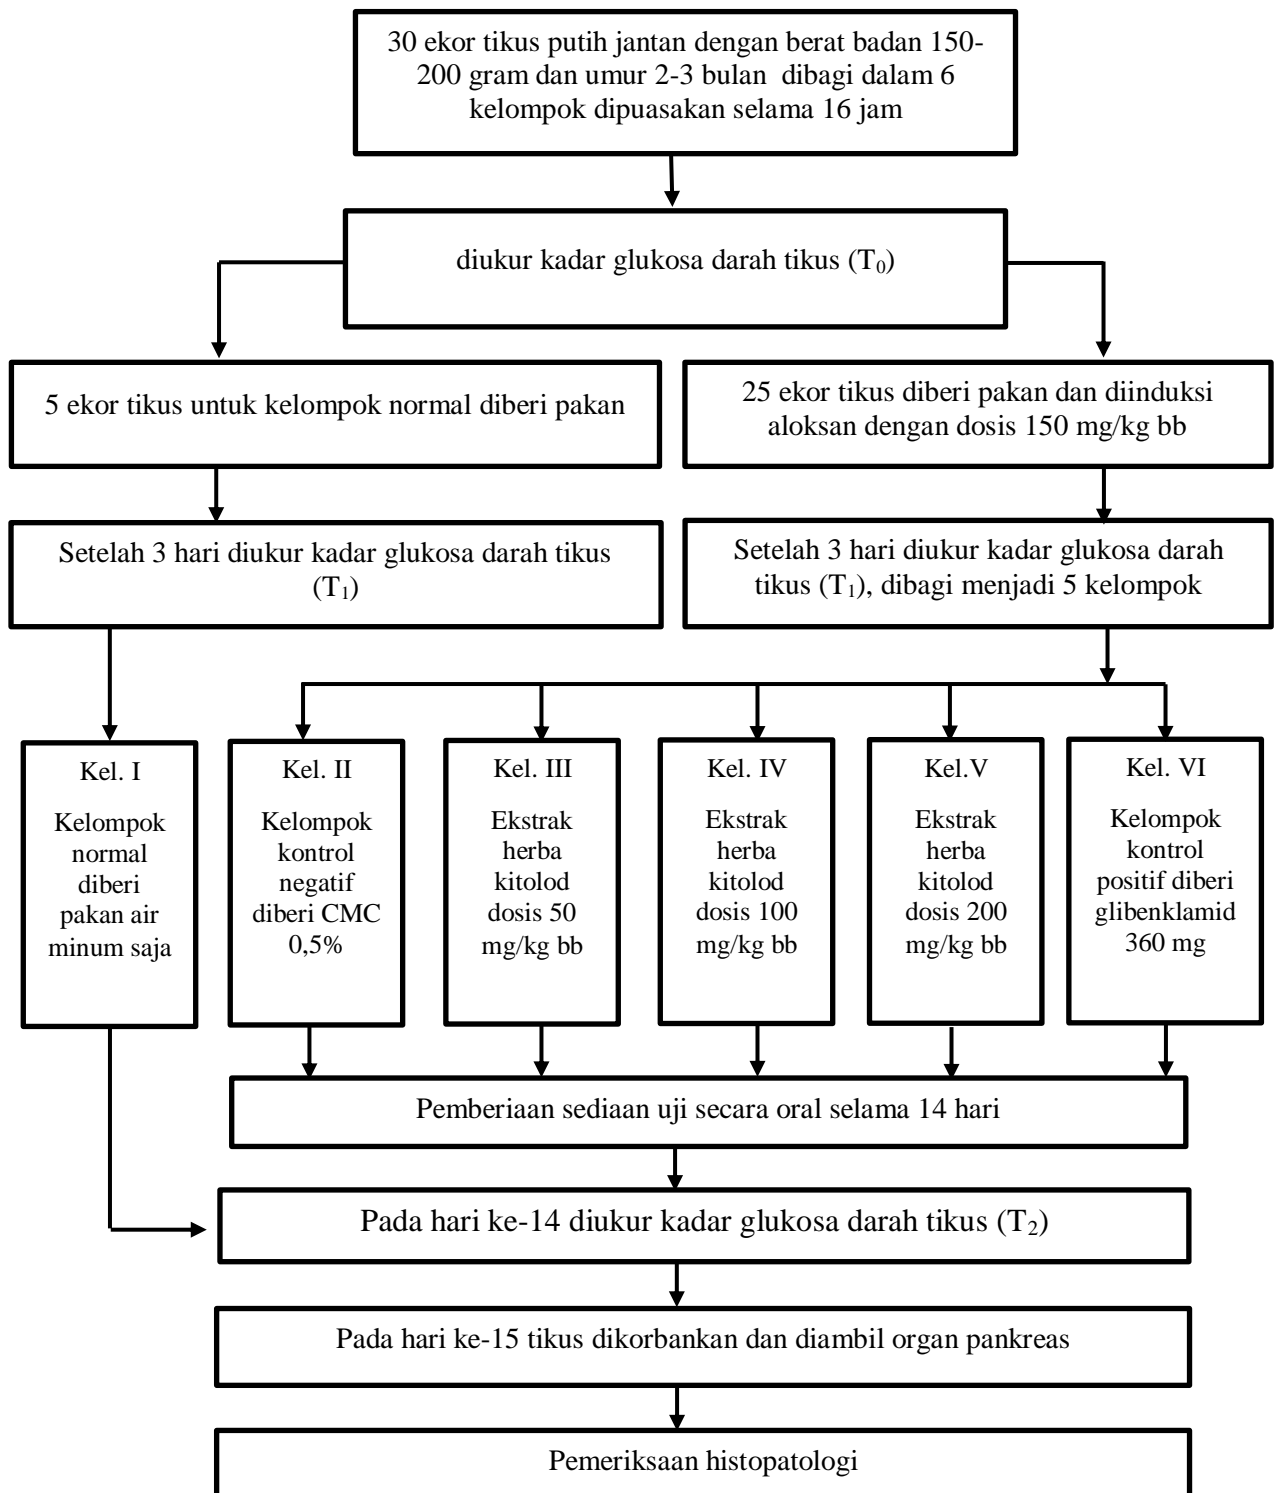 30 ekor tikus putih jantan dengan berat badan 150-
200 gram dan umur 2-3 bulan dibagi dalam 6
kelompok dipuasakan selama 16 jam
diukur kadar glukosa darah tikus (T₀)
5 ekor tikus untuk kelompok normal diberi pakan
25 ekor tikus diberi pakan dan diinduksi
aloksan dengan dosis 150 mg/kg bb
Setelah 3 hari diukur kadar glukosa darah tikus
(T₁)
Setelah 3 hari diukur kadar glukosa darah
tikus (T₁), dibagi menjadi 5 kelompok
Kel. I
Kelompok
normal
diberi
pakan air
minum saja
Kel. II
Kelompok
kontrol
negatif
diberi CMC
0,5%
Kel. III
Ekstrak
herba
kitolod
dosis 50
mg/kg bb
Kel. IV
Ekstrak
herba
kitolod
dosis 100
mg/kg bb
Kel.V
Ekstrak
herba
kitolod
dosis 200
mg/kg bb
Kel. VI
Kelompok
kontrol
positif diberi
glibenklamid
360 mg
Pemberiaan sediaan uji secara oral selama 14 hari
Pada hari ke-14 diukur kadar glukosa darah tikus (T₂)
Pada hari ke-15 tikus dikorbankan dan diambil organ pankreas
Pemeriksaan histopatologi